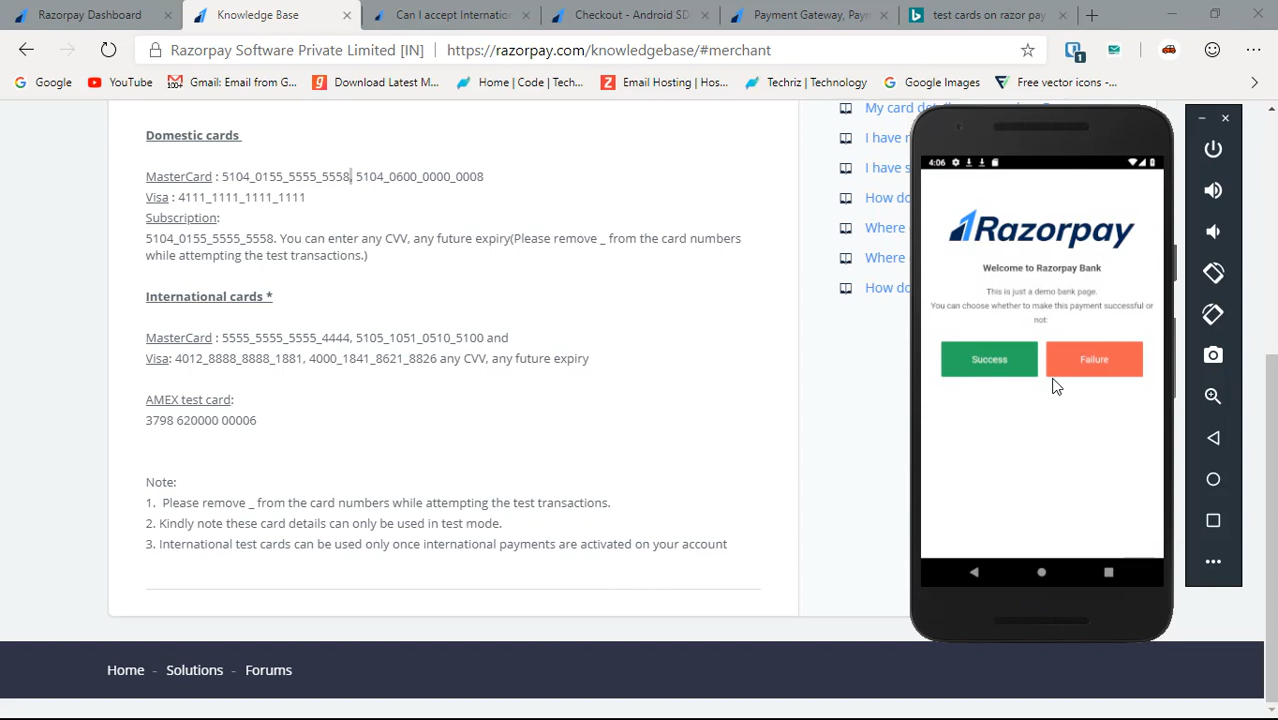 Razorpay Dashboard
Knowledge Base
Can I accept Internatio
Checkout - Android SD
Payment Gateway, Payn
test cards on razor pay
Razorpay Software Private Limited [IN]
https://razorpay.com/knowledgebase/#merchant
1
Google
YouTube
100+
Gmail: Email from G...
Download Latest M...
Home | Code | Tech...
Email Hosting | Hos...
Techriz | Technology
Google Images
Free vector icons -...
Domestic cards
MasterCard : 5104_0155_5555_5558, 5104_0600_0000_0008
Visa : 4111_1111_1111_1111
Subscription:
5104_0155_5555_5558. You can enter any CVV, any future expiry(Please remove _ from the card numbers
while attempting the test transactions.)
International cards *
MasterCard : 5555_5555_5555_4444, 5105_1051_0510_5100 and
Visa: 4012_8888_8888_1881, 4000_1841_8621_8826 any CVV, any future expiry
AMEX test card:
3798 620000 00006
Note:
1. Please remove _ from the card numbers while attempting the test transactions.
2. Kindly note these card details can only be used in test mode.
3. International test cards can be used only once international payments are activated on your account
My card de
I have
I have s
How do
Where
Where
How do
4:06
Razorpay
Welcome to Razorpay Bank
This is just a demo bank page.
You can choose whether to make this payment successful or
not:
Success
Failure
Home - Solutions - Forums